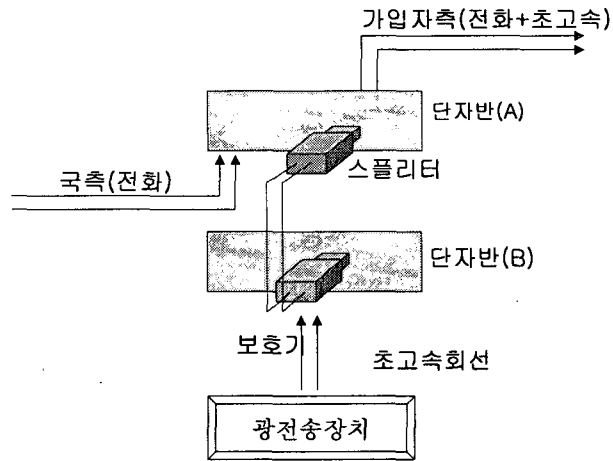 가입자측(전화+초고속)
단자반(A)
국측(전화)
스플리터
단자반(B)
보호기
초고속회선
광전송장치